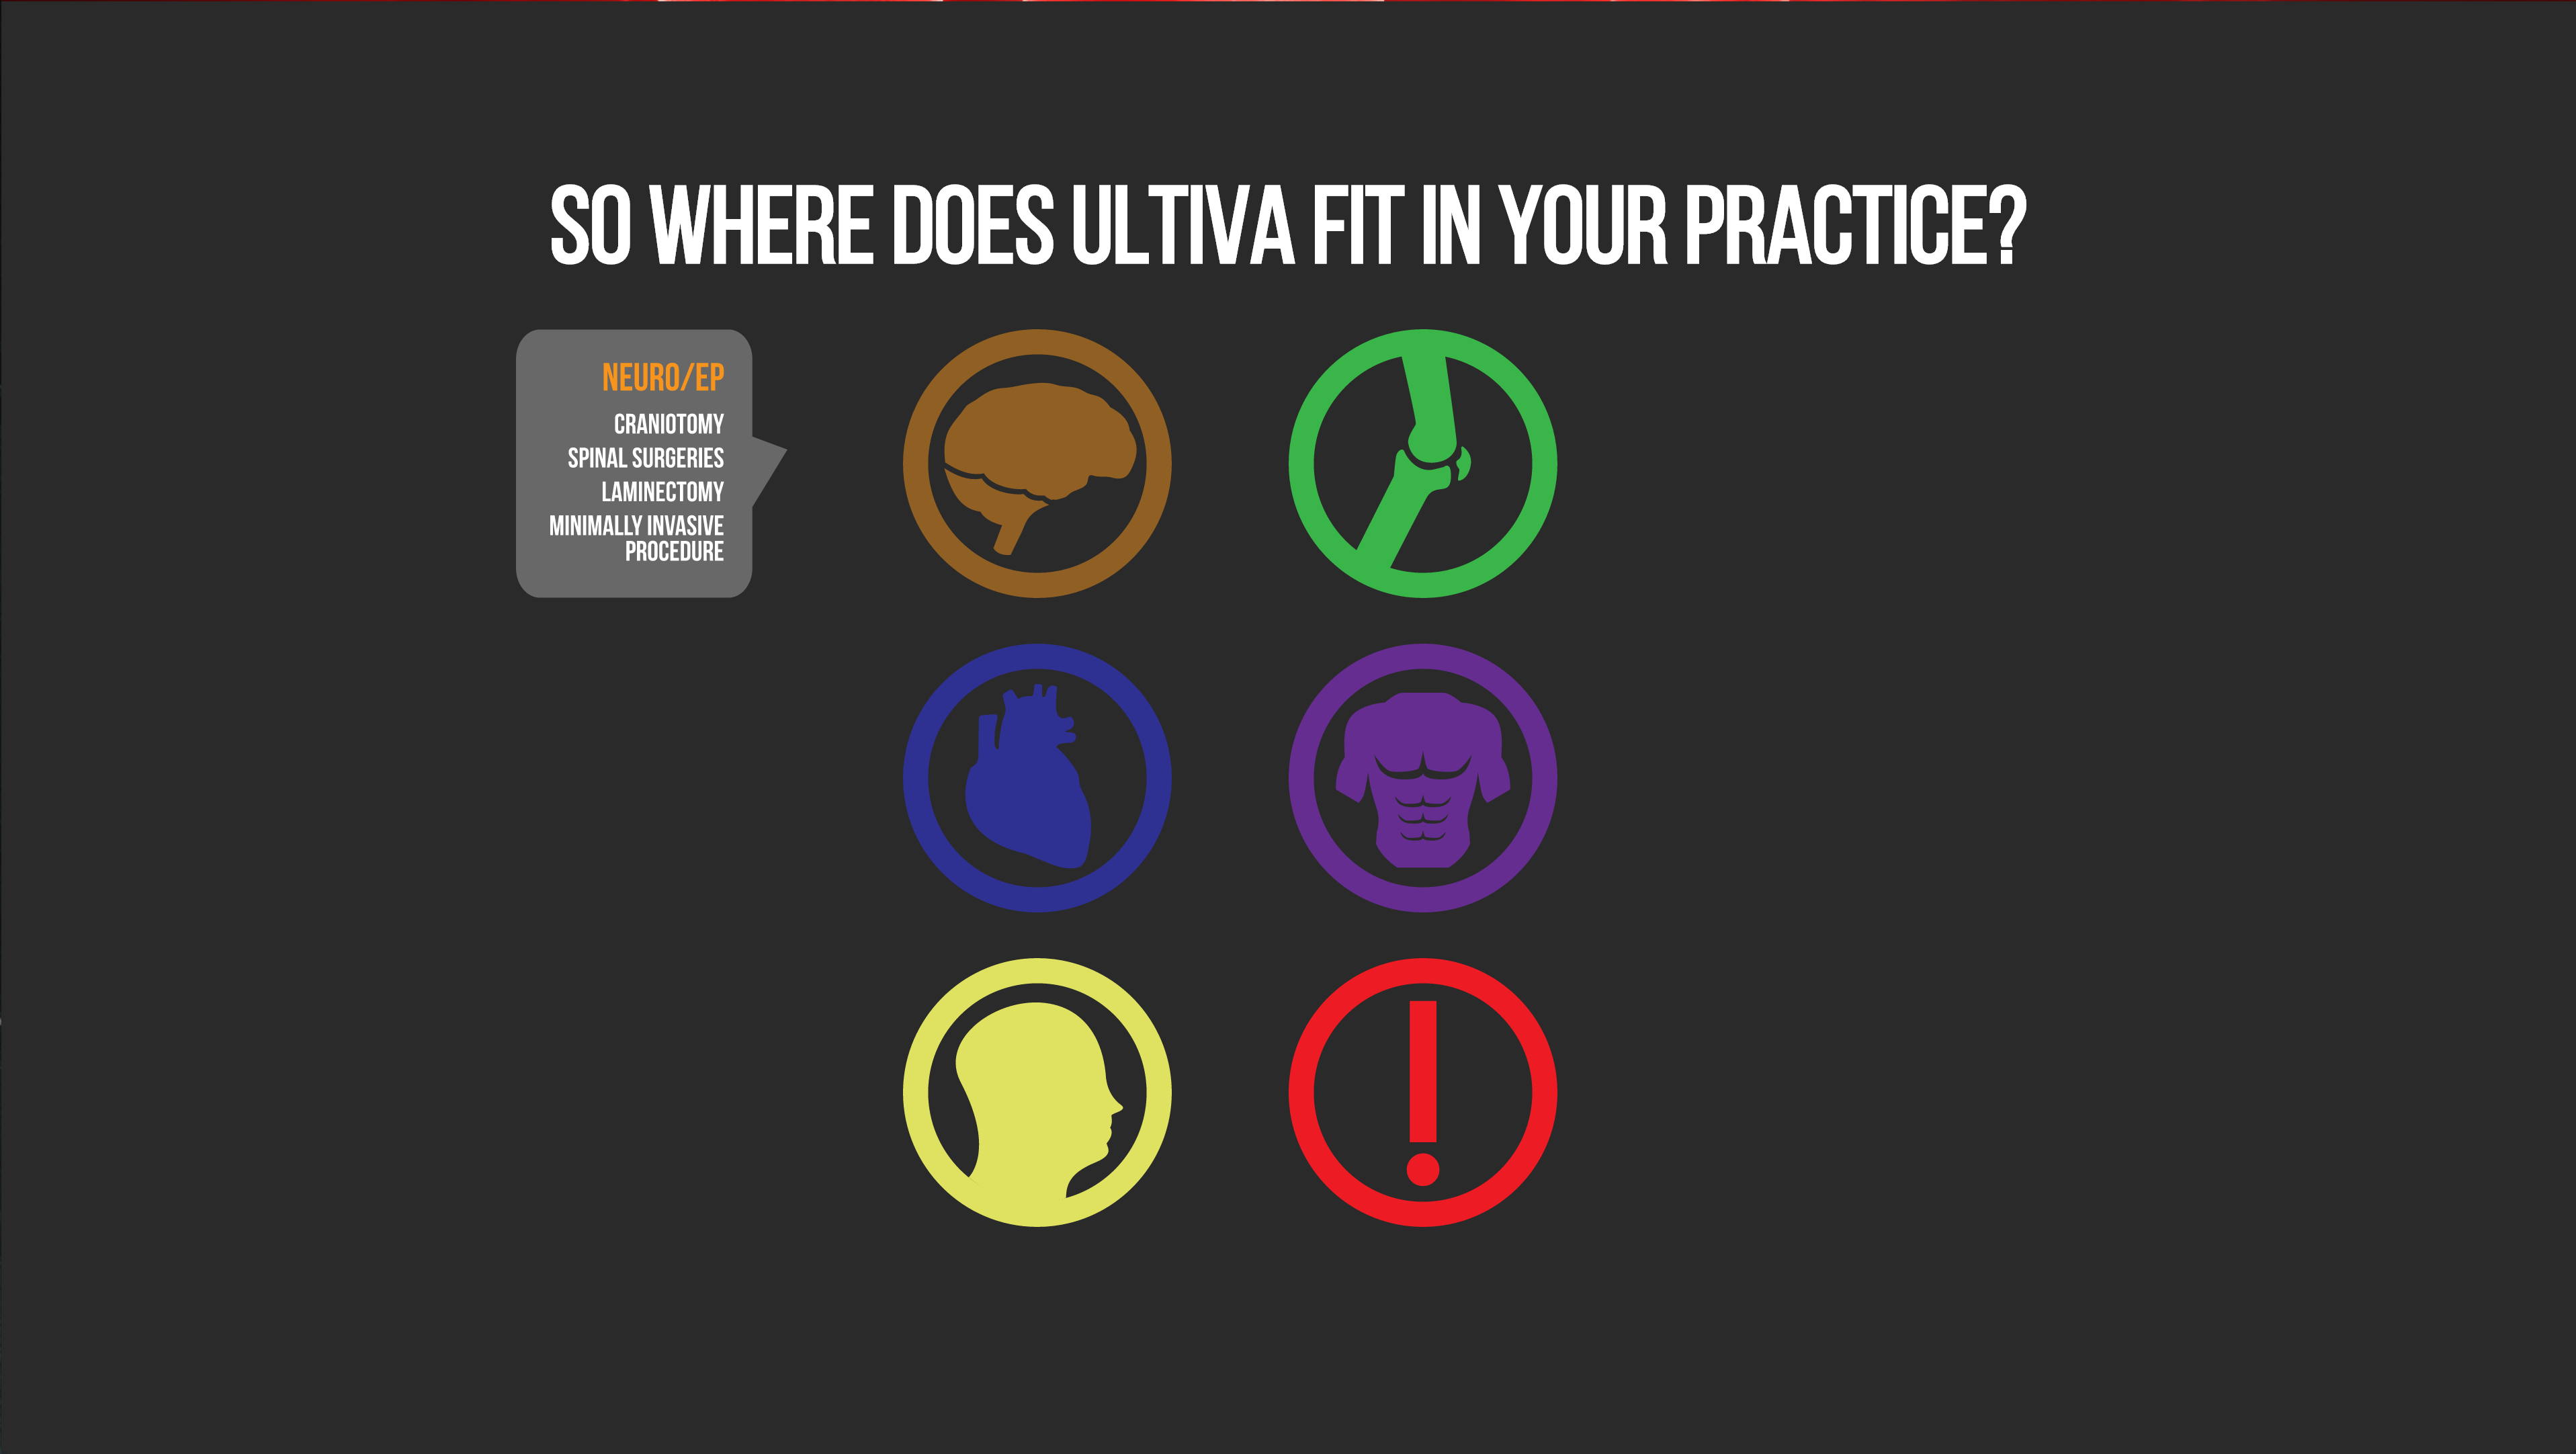 SO WHERE DOES ULTIVA FIT IN YOUR PRACTICE?
NEURO/EP
CRANIOTOMY
SPINAL SURGERIES
LAMINECTOMY
MINIMALLY INVASIVE
PROCEDURE